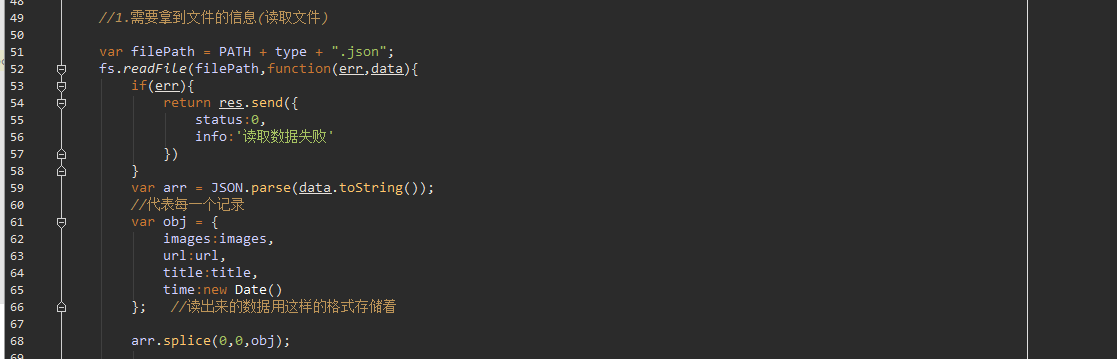 48
49 //1.需要拿到文件的信息(读取文件)
50
51 var filePath = PATH + type + ".json";
52 fs.readFile(filePath,function(err,data){
53 if(err){
54 return res.send({
55 status:0,
56 info:'读取数据失败'
57 })
58 }
59 var arr = JSON.parse(data.toString());
60 //代表每一个记录
61 var obj = {
62 images:images,
63 url:url,
64 title:title,
65 time:new Date()
66 }; //读出来的数据用这样的格式存储着
67
68 arr.splice(0,0,obj);
69